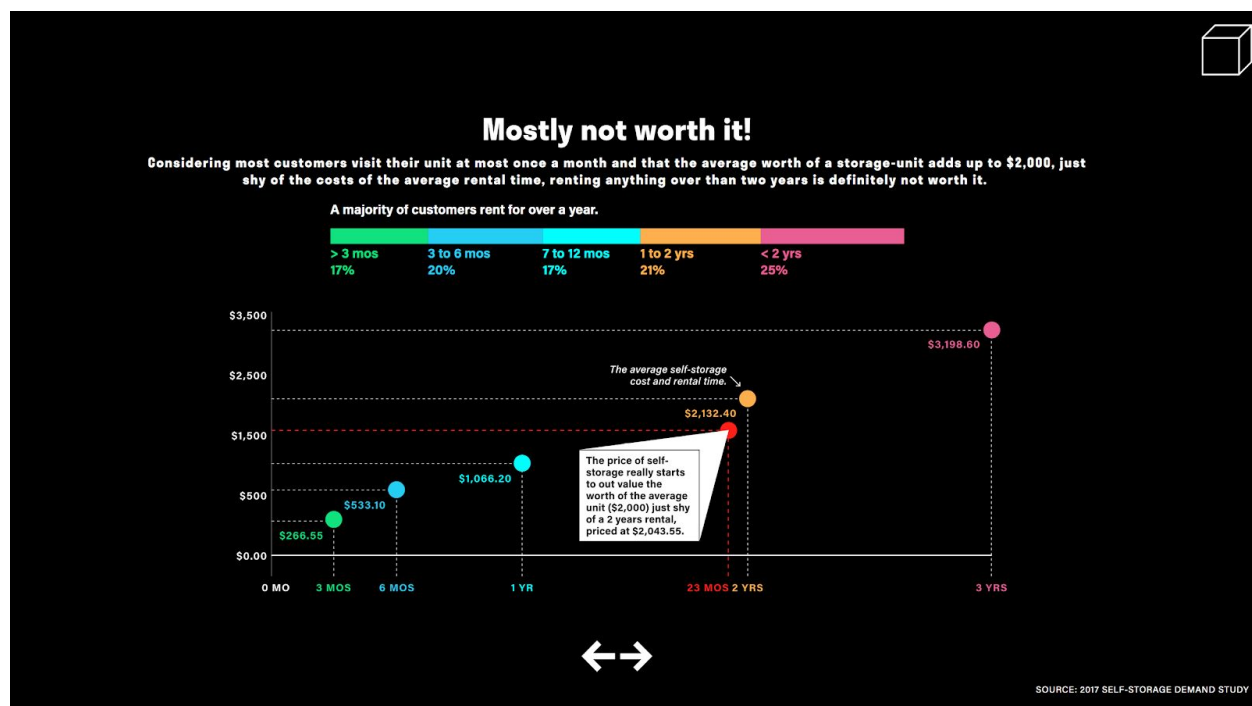 Mostly not worth it!
Considering most customers visit their unit at most once a month and that the average worth of a storage-unit adds up to $2,000, just
shy of the costs of the average rental time, renting anything over than two years is definitely not worth it.
A majority of customers rent for over a year.
> 3 mos 3 to 6 mos 7 to 12 mos 1 to 2 yrs < 2 yrs
17% 20% 17% 21% 25%
$3,500
$3,198.60
The average self-storage
cost and rental time.
$2,500
$2,132.40
$1,500
The price of self-
storage really starts
to out value the
worth of the average
unit ($2,000) just shy
of a 2 years rental,
priced at $2,043.55.
$1,066.20
$500
$533.10
$266.55
$0.00
0 MO 3 MOS 6 MOS 1 YR 23 MOS 2 YRS 3 YRS
SOURCE: 2017 SELF-STORAGE DEMAND STUDY